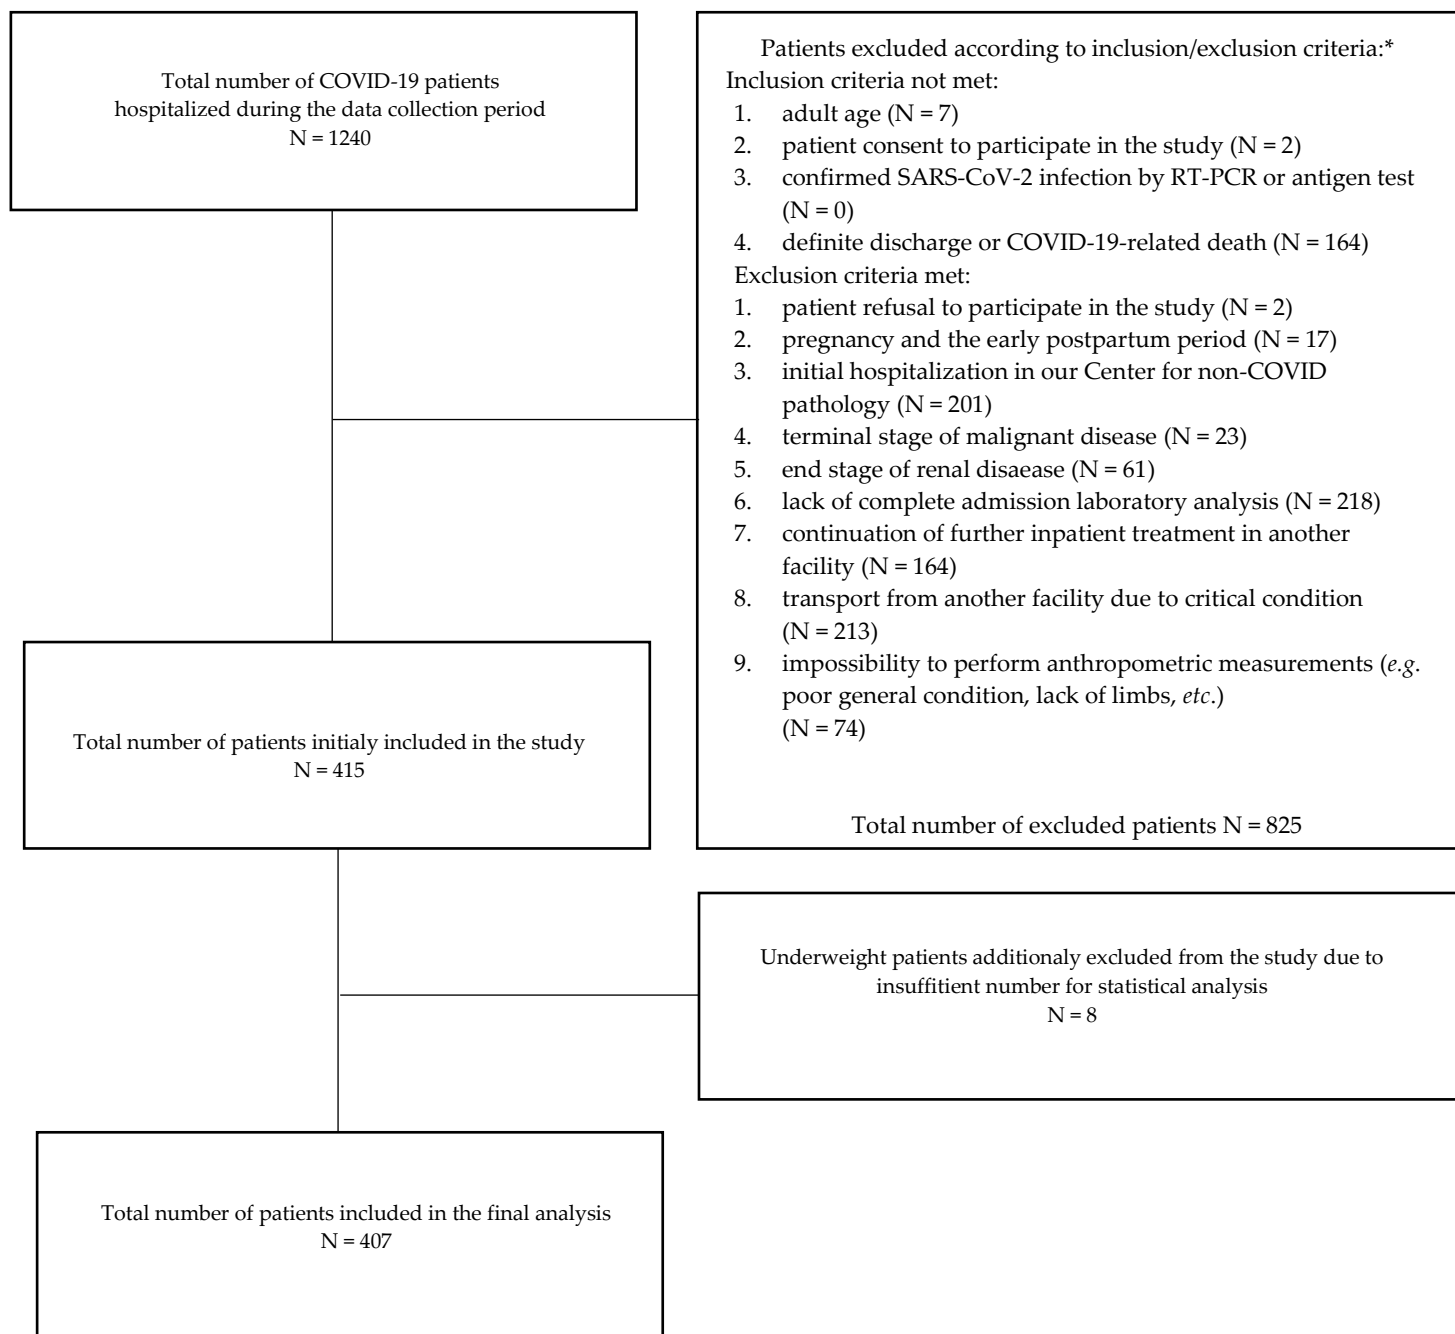 Total number of COVID-19 patients
hospitalized during the data collection period
N = 1240
Patients excluded according to inclusion/exclusion criteria:*
Inclusion criteria not met:
1. adult age (N = 7)
2. patient consent to participate in the study (N = 2)
3. confirmed SARS-CoV-2 infection by RT-PCR or antigen test
(N = 0)
4. definite discharge or COVID-19-related death (N = 164)
Exclusion criteria met:
1. patient refusal to participate in the study (N = 2)
2. pregnancy and the early postpartum period (N = 17)
3. initial hospitalization in our Center for non-COVID
pathology (N = 201)
4. terminal stage of malignant disease (N = 23)
5. end stage of renal disaease (N = 61)
6. lack of complete admission laboratory analysis (N = 218)
7. continuation of further inpatient treatment in another
facility (N = 164)
8. transport from another facility due to critical condition
(N = 213)
9. impossibility to perform anthropometric measurements (e.g.
poor general condition, lack of limbs, etc.)
(N = 74)
Total number of excluded patients N = 825
Total number of patients initialy included in the study
N = 415
Underweight patients additionaly excluded from the study due to
insuffitient number for statistical analysis
N = 8
Total number of patients included in the final analysis
N = 407